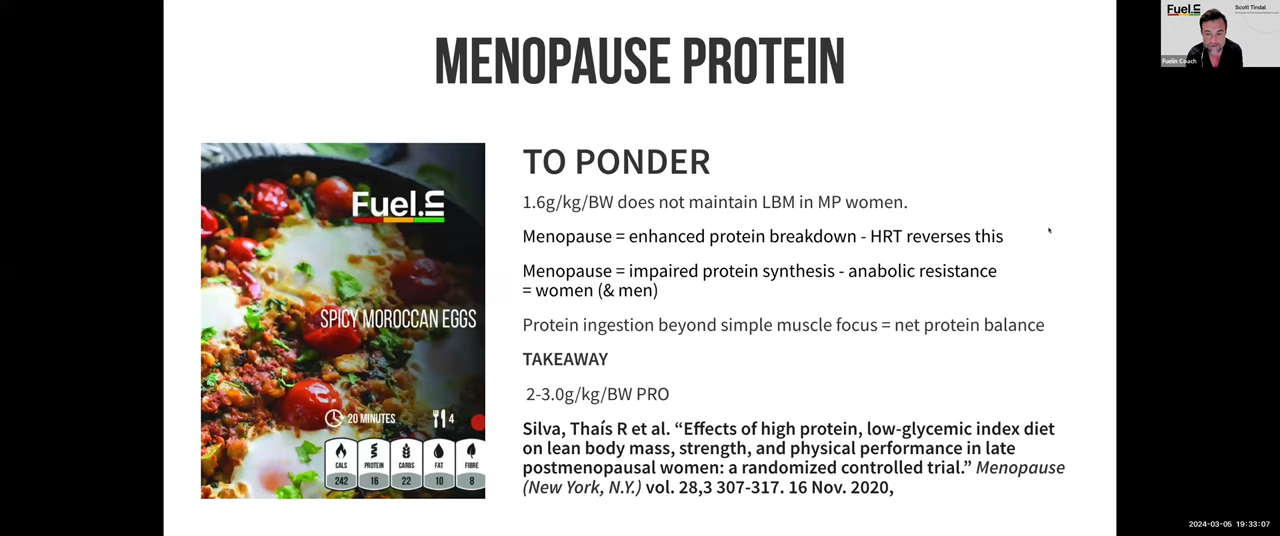 MENOPAUSE PROTEIN
Fuel.in
Scott Tindal
Fuelin Coach
Fuel.in
SPICY MOROCCAN EGGS
20 MINUTES
4
CALS PROTEIN CARBS FAT FIBRE
242 16 22 10 8
TO PONDER
1.6g/kg/BW does not maintain LBM in MP women.
Menopause = enhanced protein breakdown - HRT reverses this
Menopause = impaired protein synthesis - anabolic resistance
= women (& men)
Protein ingestion beyond simple muscle focus = net protein balance
TAKEAWAY
2-3.0g/kg/BW PRO
Silva, Thaís R et al. “Effects of high protein, low-glycemic index diet
on lean body mass, strength, and physical performance in late
postmenopausal women: a randomized controlled trial.” Menopause
(New York, N.Y.) vol. 28,3 307-317. 16 Nov. 2020,
2024-03-05 19:33:07